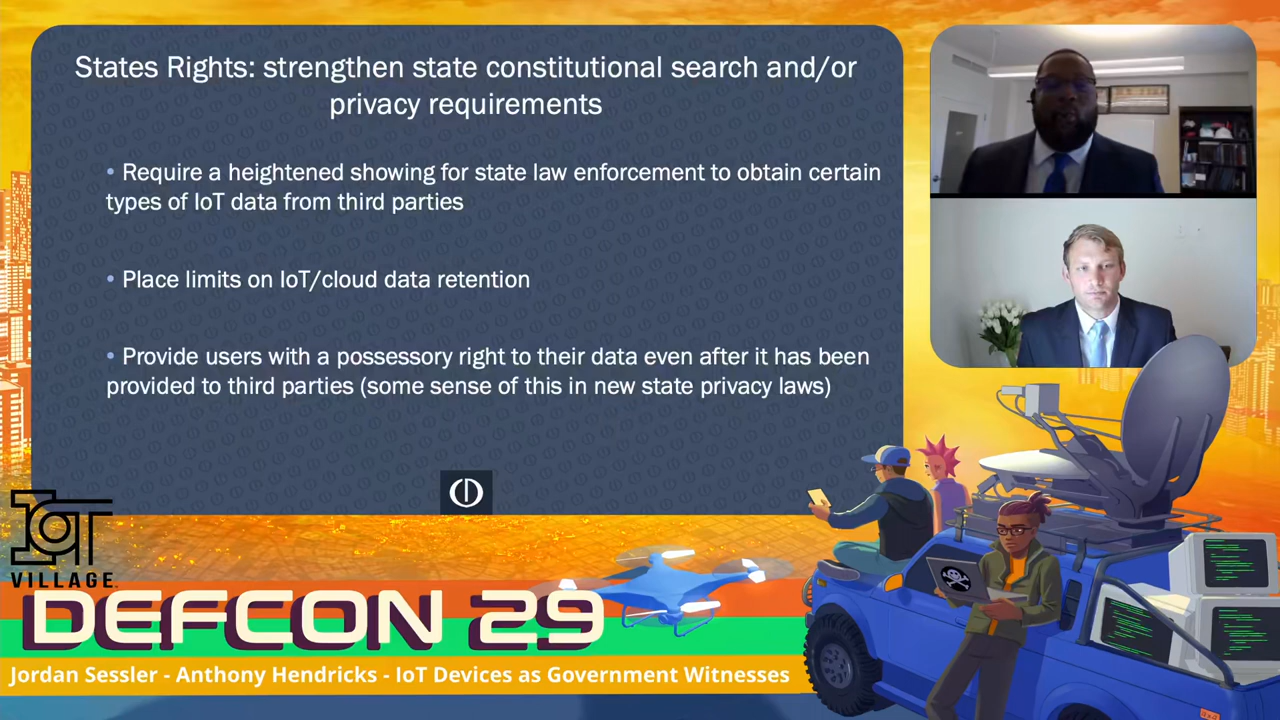 States Rights: strengthen state constitutional search and/or
privacy requirements
• Require a heightened showing for state law enforcement to obtain certain
types of IoT data from third parties
• Place limits on IoT/cloud data retention
• Provide users with a possessory right to their data even after it has been
provided to third parties (some sense of this in new state privacy laws)
IoT
VILLAGE
DEFCON 29
Jordan Sessler - Anthony Hendricks - IoT Devices as Government Witnesses